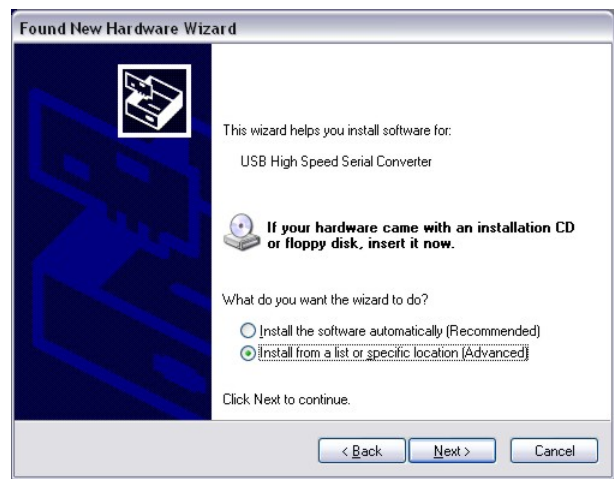 Found New Hardware Wizard
This wizard helps you install software for:
USB High Speed Serial Converter
If your hardware came with an installation CD
or floppy disk, insert it now.
What do you want the wizard to do?
Install the software automatically (Recommended)
Install from a list or specific location (Advanced)
Click Next to continue.
< Back
Next >
Cancel